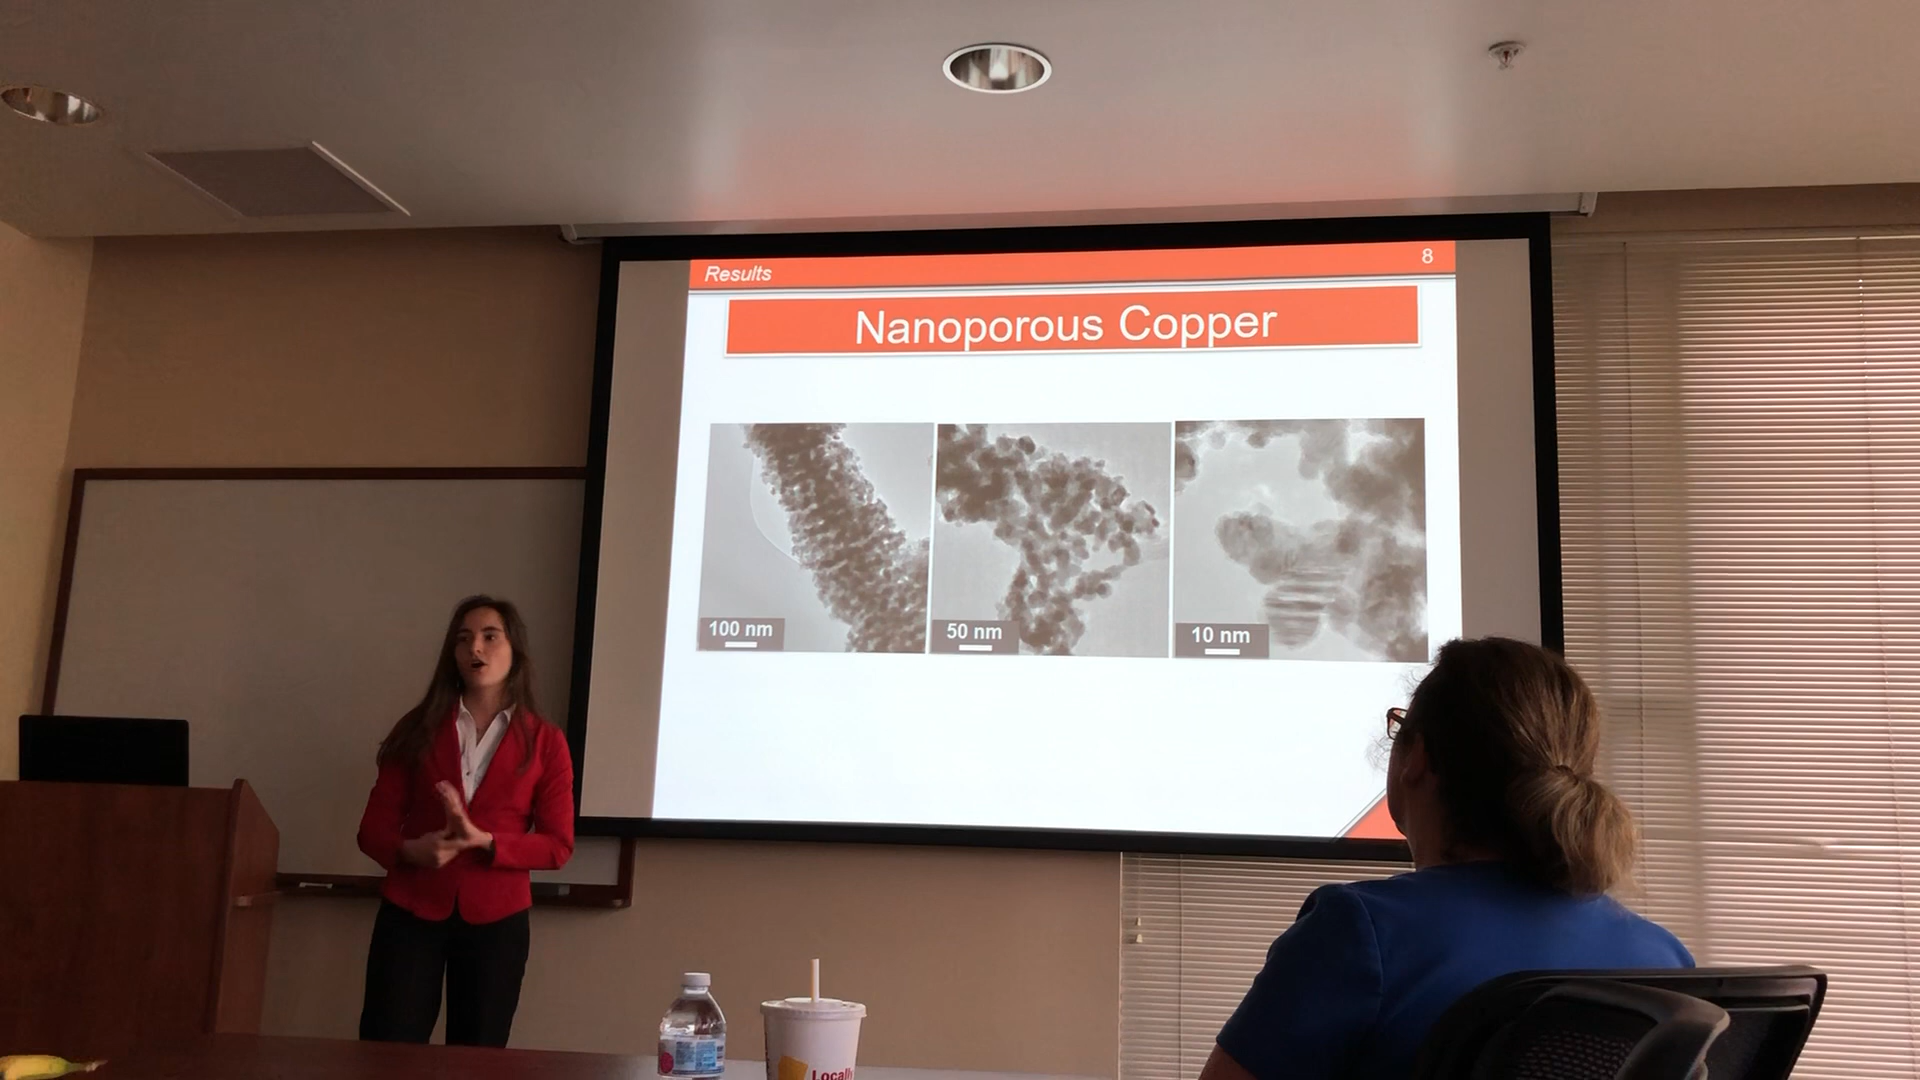 Results
8
Nanoporous Copper
100 nm
50 nm
10 nm
Locally